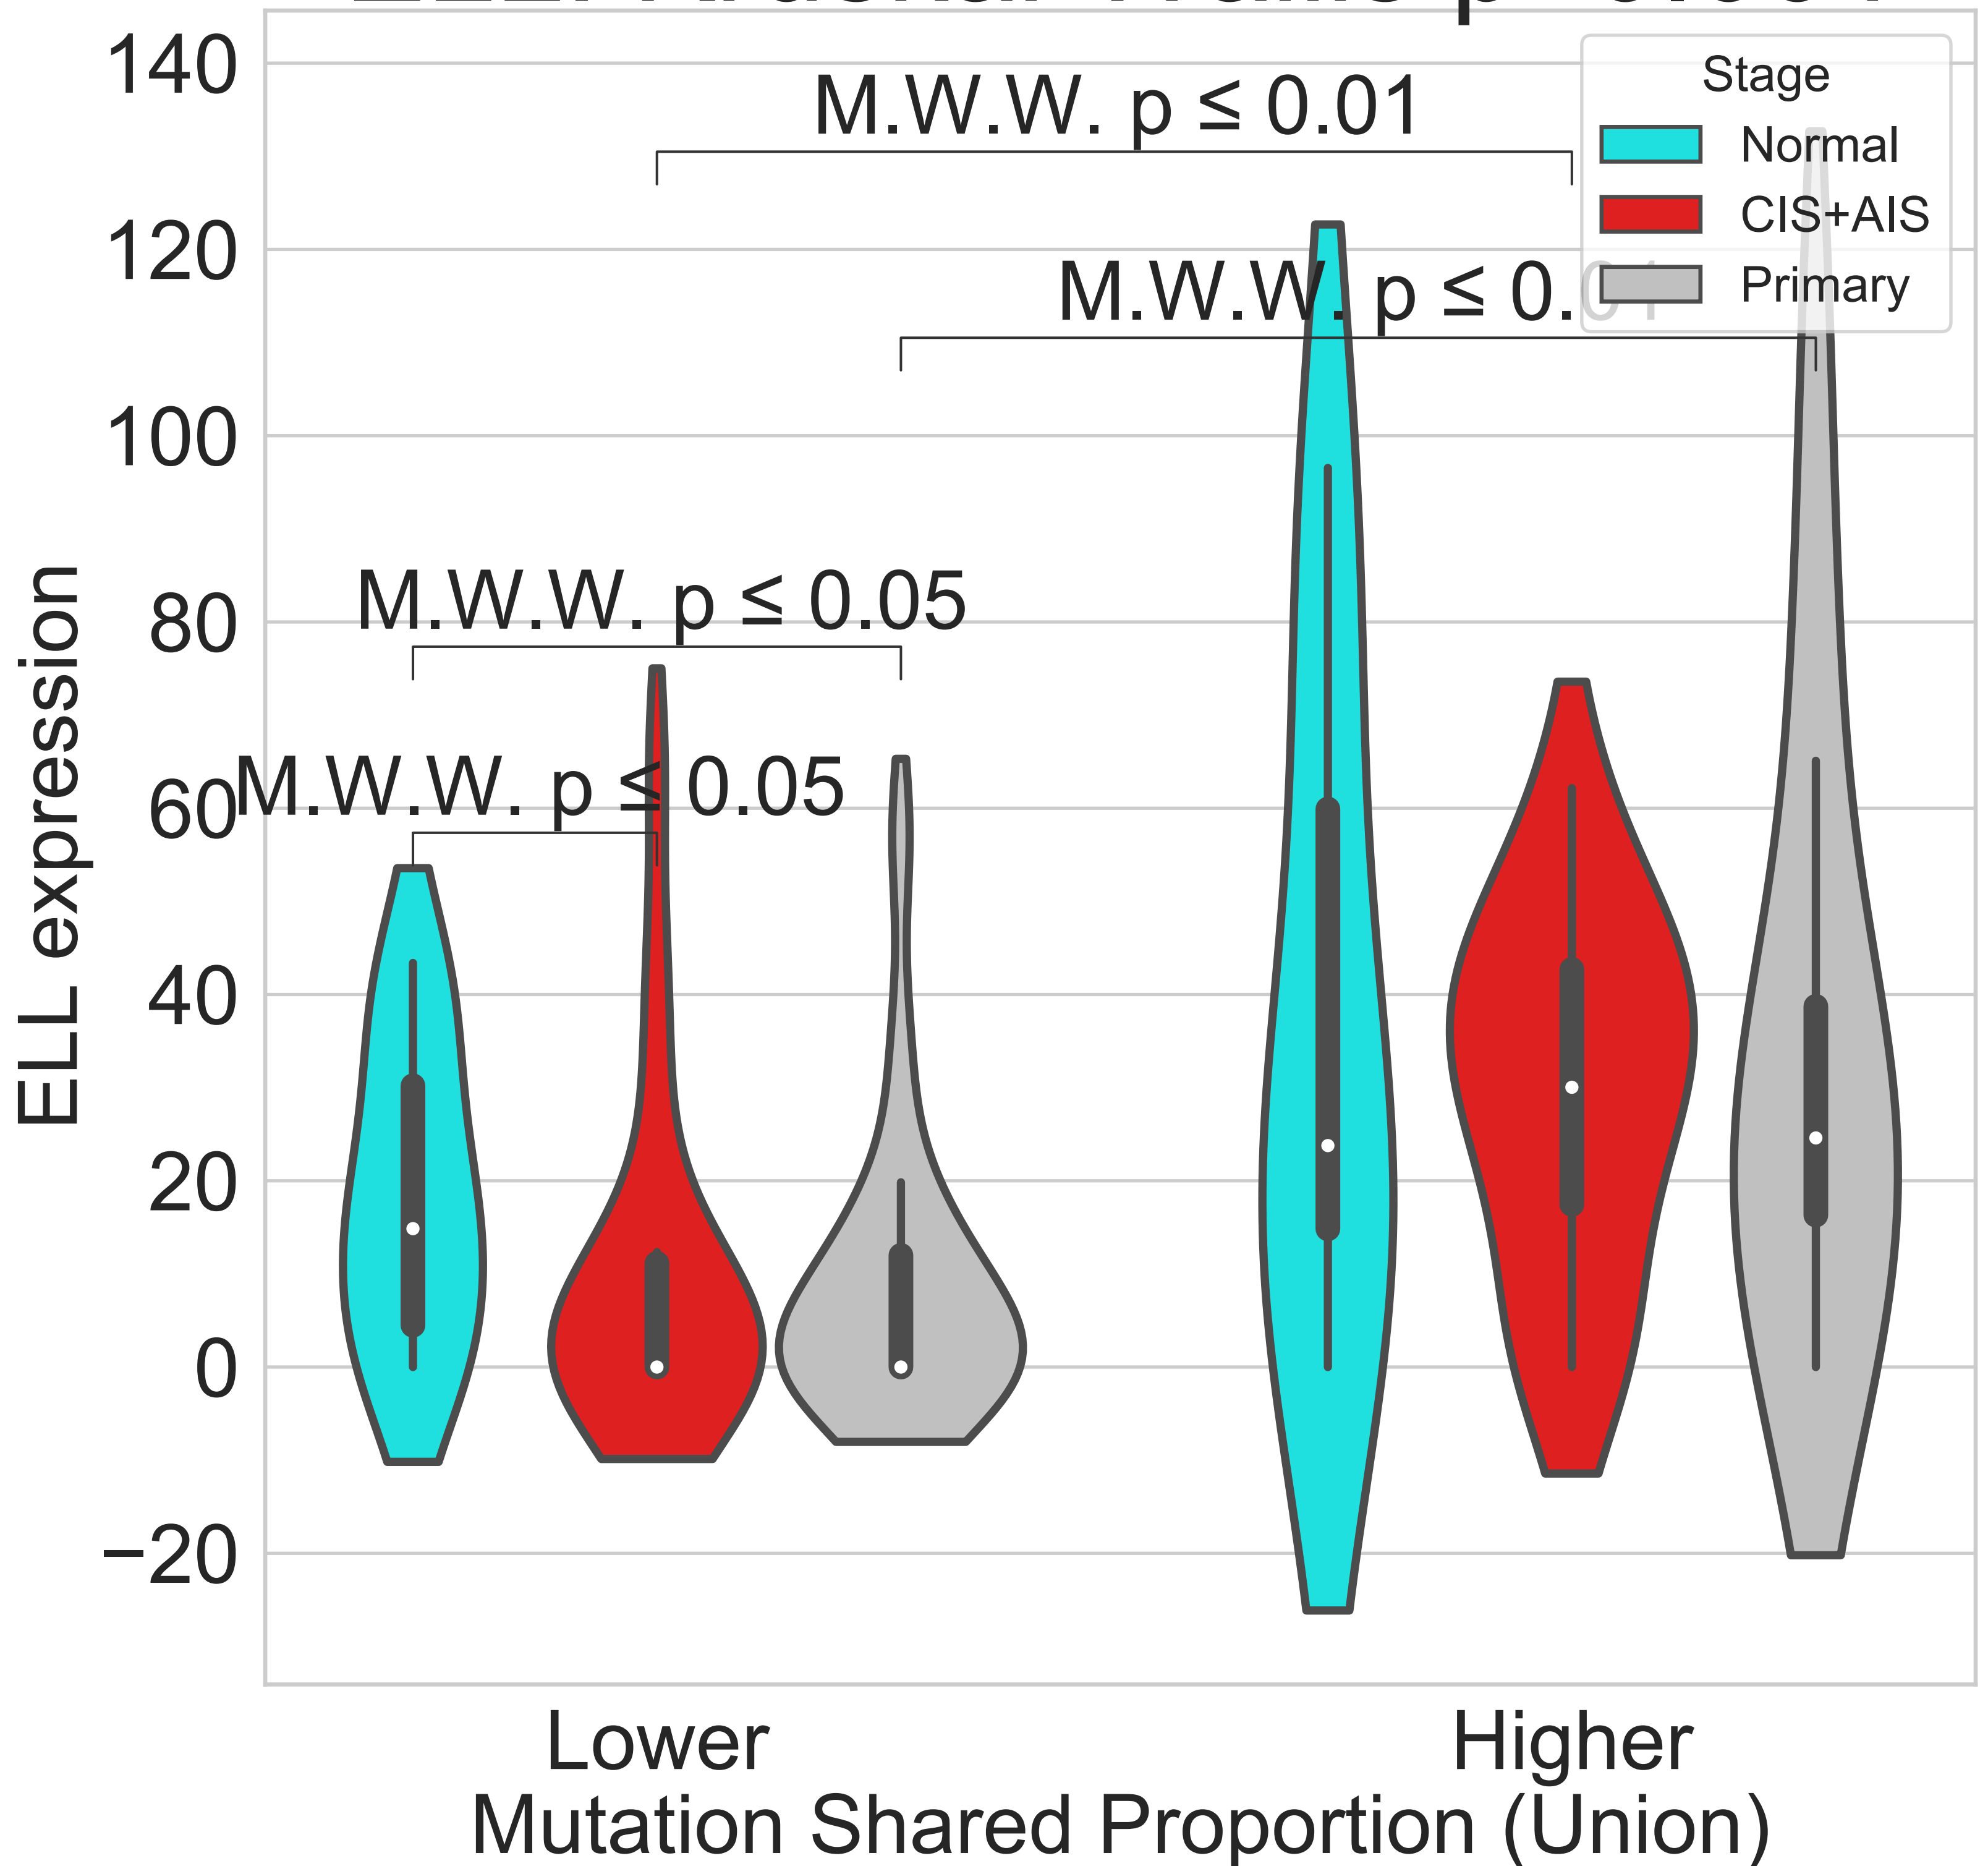 140
120
100
80
60
40
20
0
−20
ELL expression
M.W.W. p ≤ 0.01
M.W.W. p ≤ 0.01
M.W.W. p ≤ 0.05
M.W.W. p ≤ 0.05
Stage
Normal
CIS+AIS
Primary
Lower
Higher
Mutation Shared Proportion (Union)